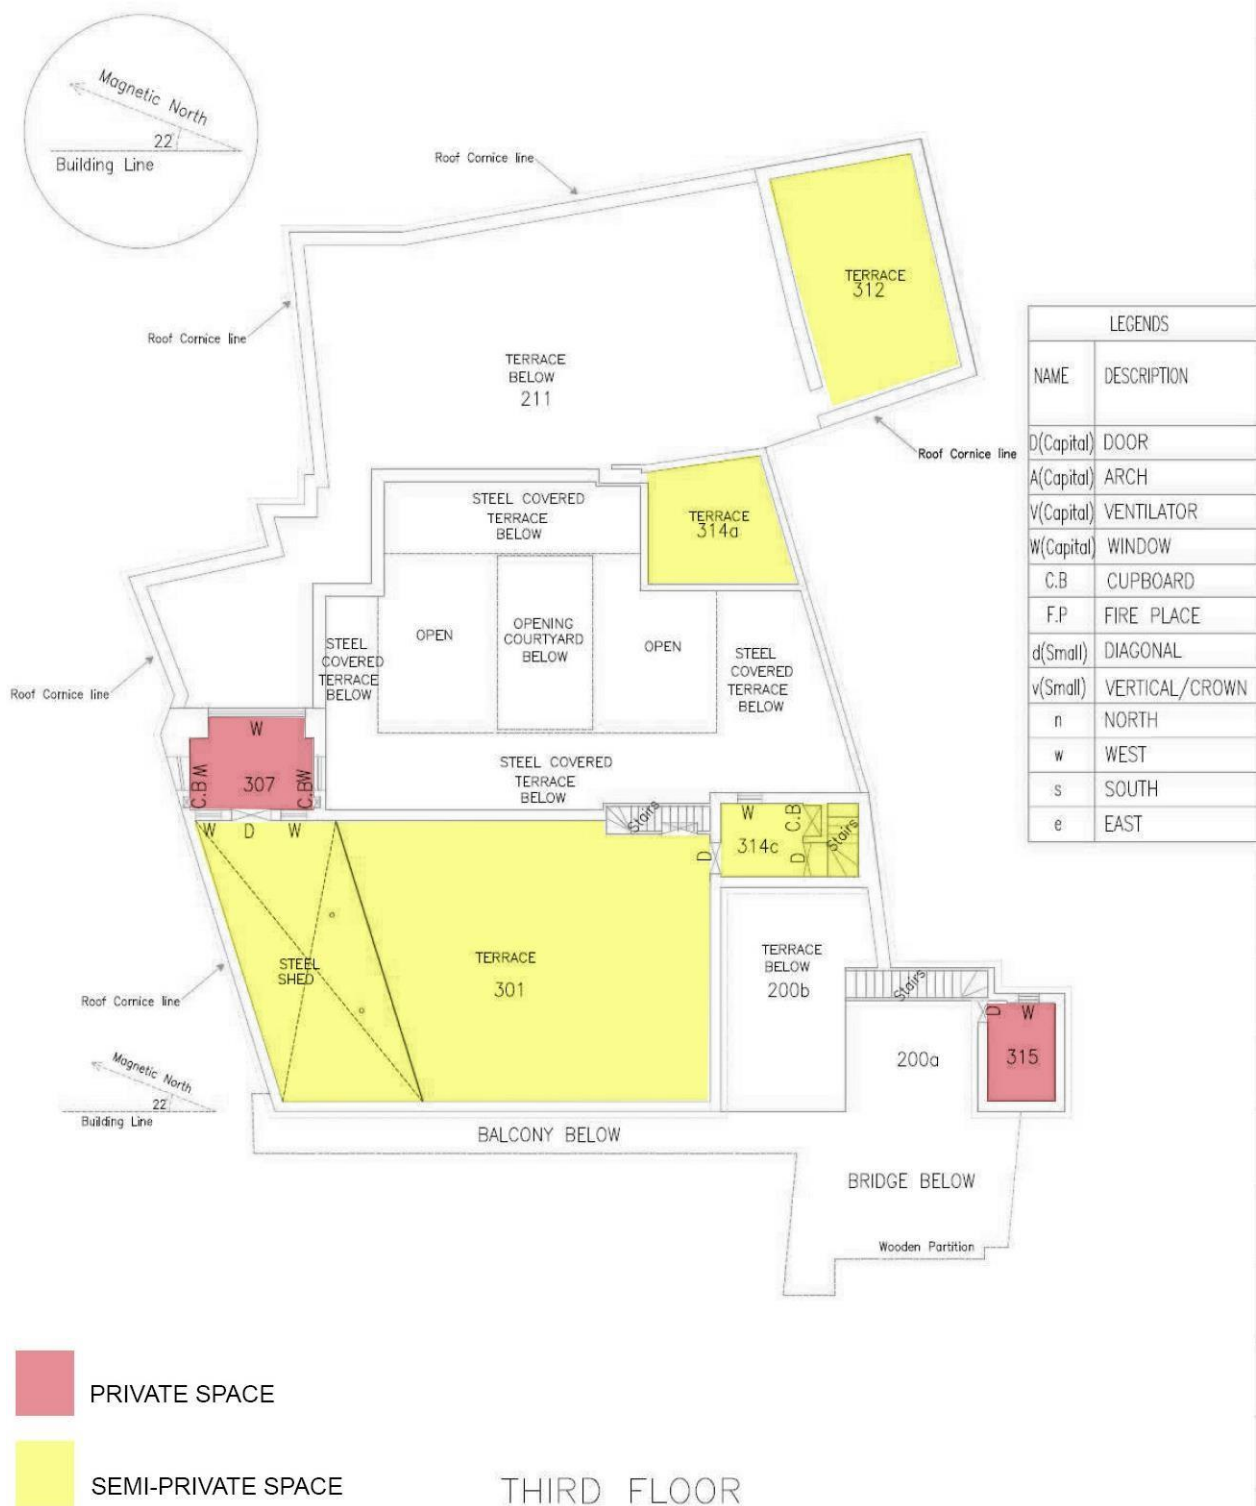 Magnetic North
22
Building Line
Roof Cornice line
TERRACE
312
Roof Cornice line
TERRACE
BELOW
211
Roof Cornice line
LEGENDS
NAME DESCRIPTION
D(Capital) DOOR
A(Capital) ARCH
V(Capital) VENTILATOR
W(Capital) WINDOW
C.B CUPBOARD
F.P FIRE PLACE
d(Small) DIAGONAL
v(Small) VERTICAL/CROWN
n NORTH
w WEST
s SOUTH
e EAST
STEEL COVERED
TERRACE
BELOW
TERRACE
314a
STEEL
COVERED
TERRACE
BELOW
OPEN
OPENING
COURTYARD
BELOW
OPEN
STEEL
COVERED
TERRACE
BELOW
Roof Cornice line
W
C.B W
307
C.B W
STEEL COVERED
TERRACE
BELOW
W D W
Stairs
D
W
C.B
314c
D
Stairs
STEEL
SHED
TERRACE
301
TERRACE
BELOW
200b
Roof Cornice line
Stairs
D
W
315
200a
Magnetic North
22
Building Line
BALCONY BELOW
BRIDGE BELOW
Wooden Partition
PRIVATE SPACE
SEMI-PRIVATE SPACE
THIRD FLOOR